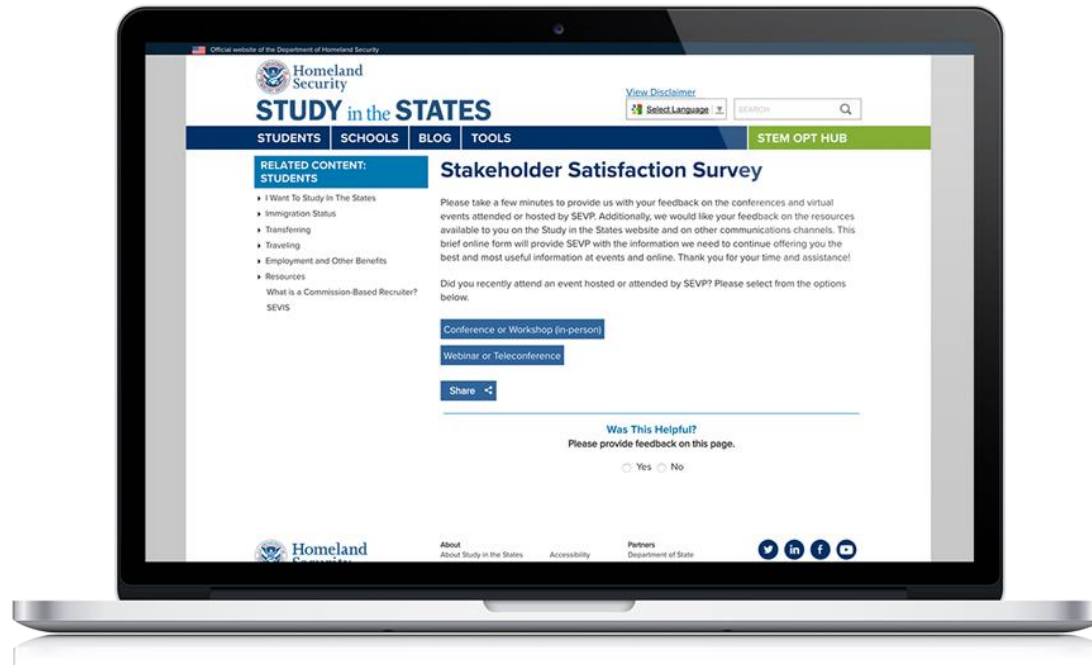 Official website of the Department of Homeland Security
Homeland
Security
STUDY in the STATES
View Disclaimer
Select Language ▼
SEARCH
STUDENTS
SCHOOLS
BLOG
TOOLS
STEM OPT HUB
RELATED CONTENT:
STUDENTS
I Want To Study In The States
Immigration Status
Transferring
Traveling
Employment and Other Benefits
Resources
What is a Commission-Based Recruiter?
SEVIS
Stakeholder Satisfaction Survey
Please take a few minutes to provide us with your feedback on the conferences and virtual
events attended or hosted by SEVP. Additionally, we would like your feedback on the resources
available to you on the Study in the States website and on other communications channels. This
brief online form will provide SEVP with the information we need to continue offering you the
best and most useful information at events and online. Thank you for your time and assistance!
Did you recently attend an event hosted or attended by SEVP? Please select from the options
below.
Conference or Workshop (in-person)
Webinar or Teleconference
Share
Was This Helpful?
Please provide feedback on this page.
Yes
No
Homeland
Security
About
About Study in the States
Accessibility
Partners
Department of State